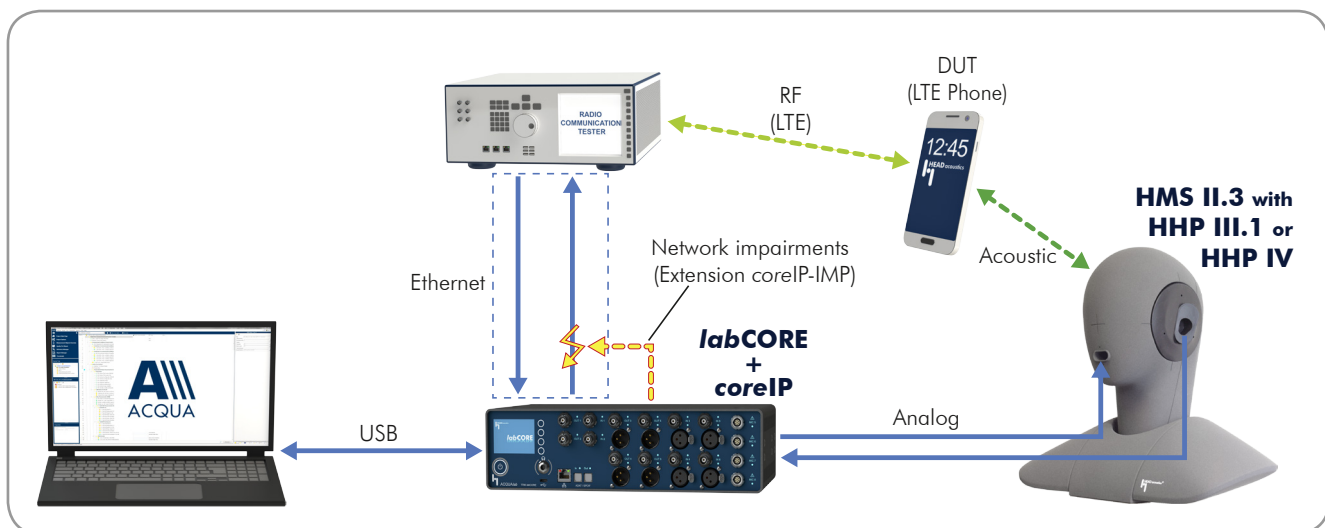 RADIO
COMMUNICATION
TESTER
RF
(LTE)
DUT
(LTE Phone)
12:45
HEAD acoustics
HMS II.3 with
HHP III.1 or
HHP IV
Acoustic
Network impairments
(Extension coreIP-IMP)
Ethernet
labCORE
+
coreIP
ACQUA
USB
labCORE
Analog